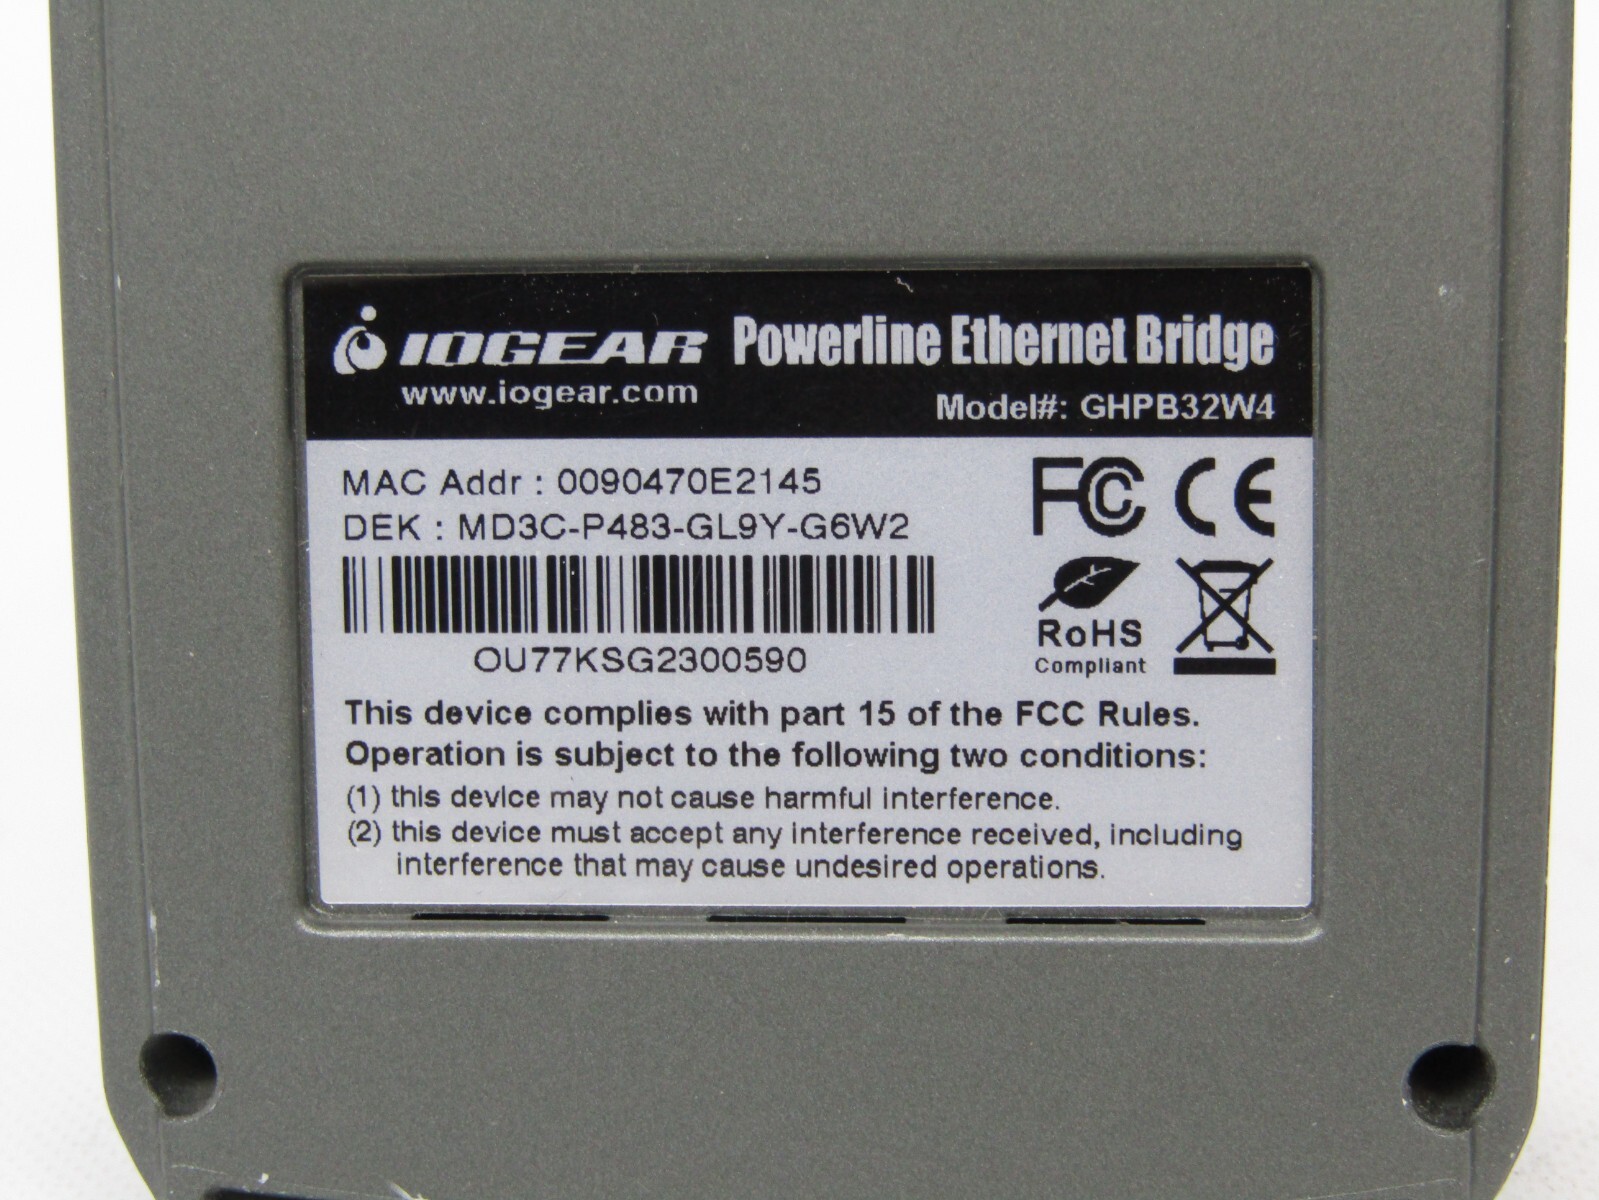 IOGEAR Powerline Ethernet Bridge
www.iogear.com
Model#: GHPB32W4
MAC Addr : 0090470E2145
DEK : MD3C-P483-GL9Y-G6W2
OU77KSG2300590
FC CE
RoHS
Compliant
This device complies with part 15 of the FCC Rules.
Operation is subject to the following two conditions:
(1) this device may not cause harmful interference.
(2) this device must accept any interference received, including
interference that may cause undesired operations.